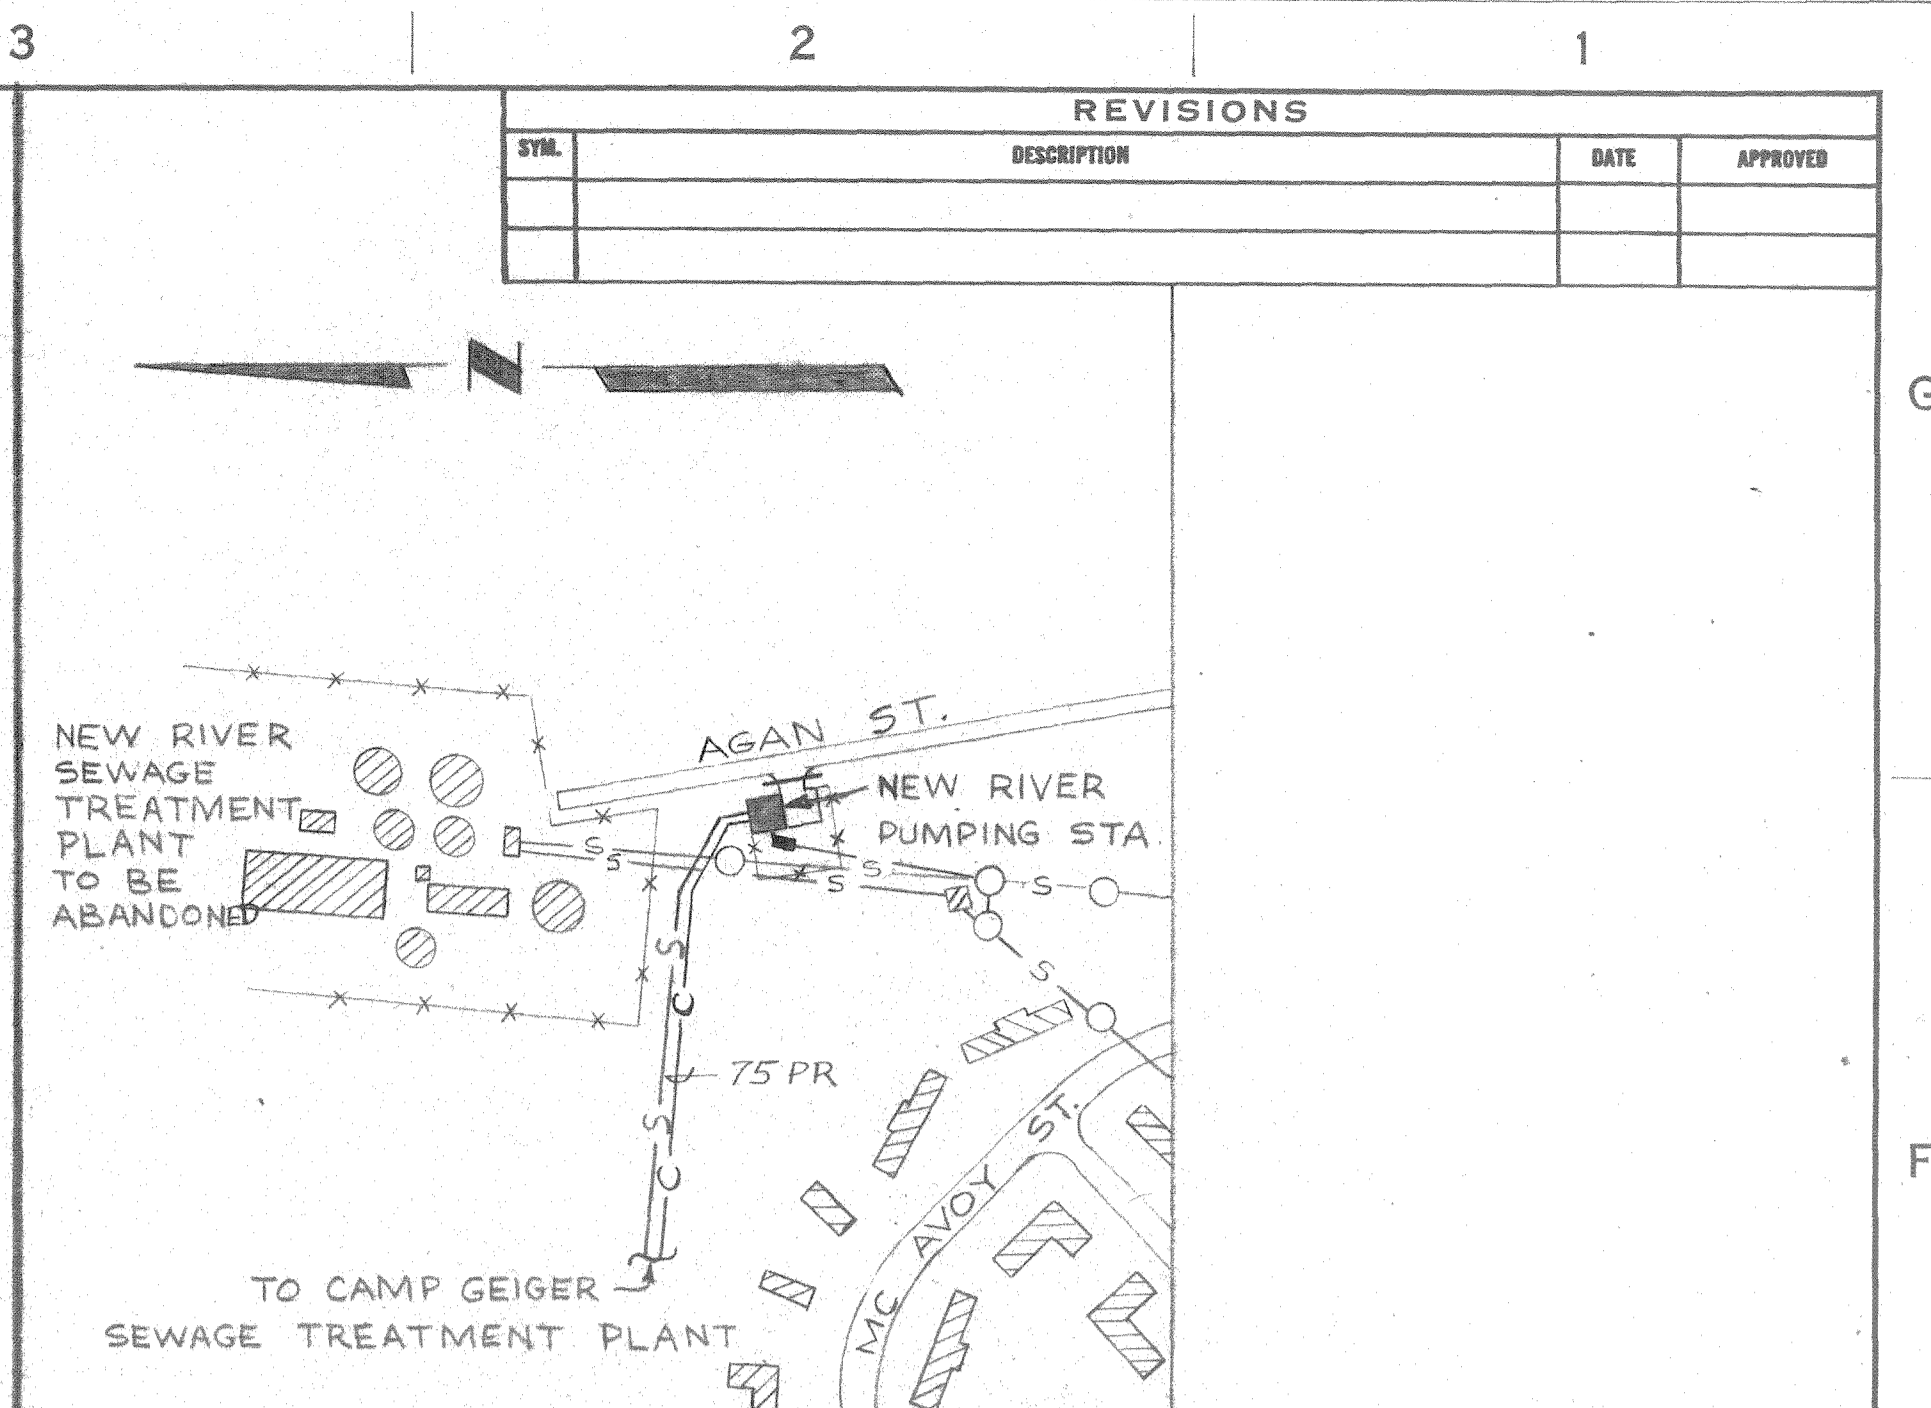 3 2 1
REVISIONS
SYM. DESCRIPTION DATE APPROVED
N
G
AGAN ST.
NEW RIVER
SEWAGE
TREATMENT
PLANT
TO BE
ABANDONED
NEW RIVER
PUMPING STA.
S
S
S
S
S
S
S
C
75 PR
S
C
F
MC AVOY ST.
TO CAMP GEIGER
SEWAGE TREATMENT PLANT